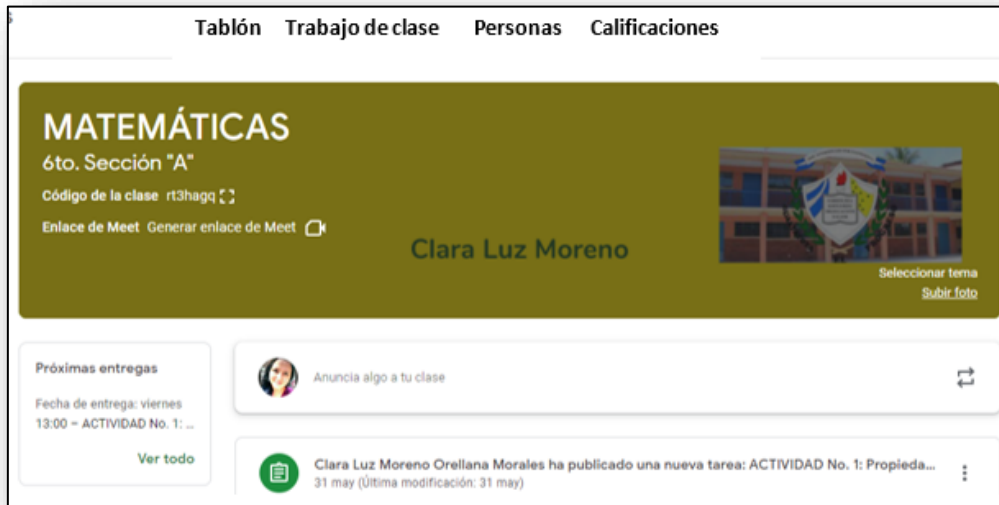 Tablón Trabajo de clase Personas Calificaciones
MATEMÁTICAS
6to. Sección "A"
Código de la clase rt3hagq
Enlace de Meet Generar enlace de Meet
Clara Luz Moreno
Seleccionar tema
Subir foto
Próximas entregas
Fecha de entrega: viernes
13:00 – ACTIVIDAD No. 1: ...
Ver todo
Anuncia algo a tu clase
Clara Luz Moreno Orellana Morales ha publicado una nueva tarea: ACTIVIDAD No. 1: Propieda...
31 may (Última modificación: 31 may)